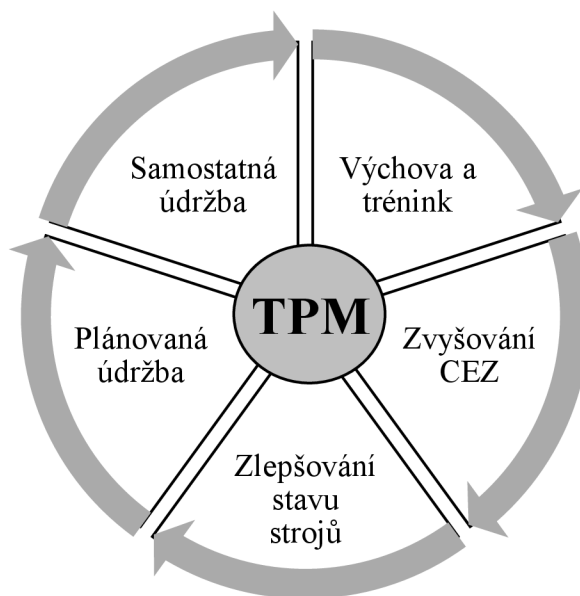 Samostatná
údržba
Výchova a
trénink
TPM
Plánovaná
údržba
Zvyšování
CEZ
Zlepšování
stavu
strojů